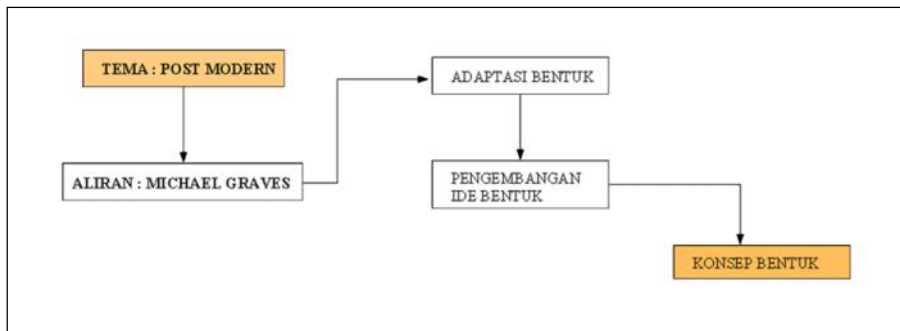 TEMA : POST MODERN
ALIRAN : MICHAEL GRAVES
ADAPTASI BENTUK
PENGEMBANGAN
IDE BENTUK
KONSEP BENTUK